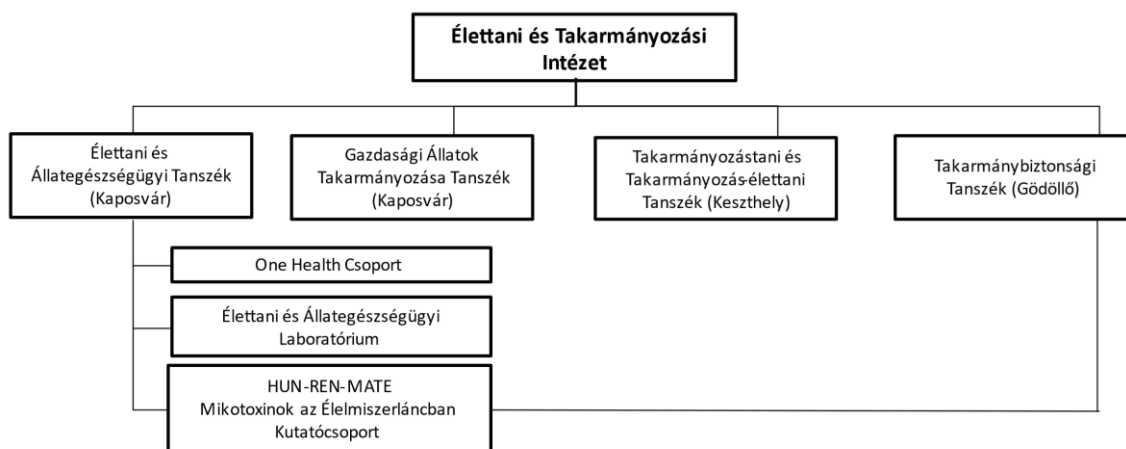 Élettani és Takarmányozási
Intézet
Élettani és
Állategészségügyi Tanszék
(Kaposvár)
Gazdasági Állatok
Takarmányozása Tanszék
(Kaposvár)
Takarmányozástani és
Takarmányozás-élettani
Tanszék (Keszthely)
Takarmánybiztonsági
Tanszék (Gödöllő)
One Health Csoport
Élettani és Állategészségügyi
Laboratórium
HUN-REN-MATE
Mikotoxinok az Élelmiszerláncban
Kutatócsoport